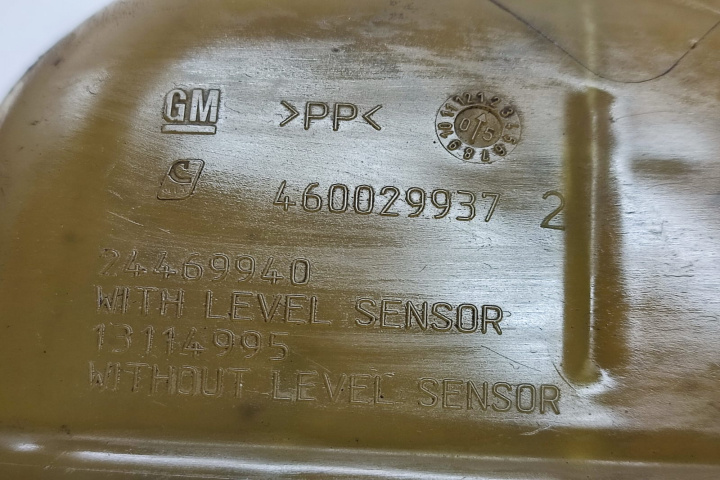 GM >PP<
460029937 2
24469940
WITH LEVEL SENSOR
13114995
WITHOUT LEVEL SENSOR